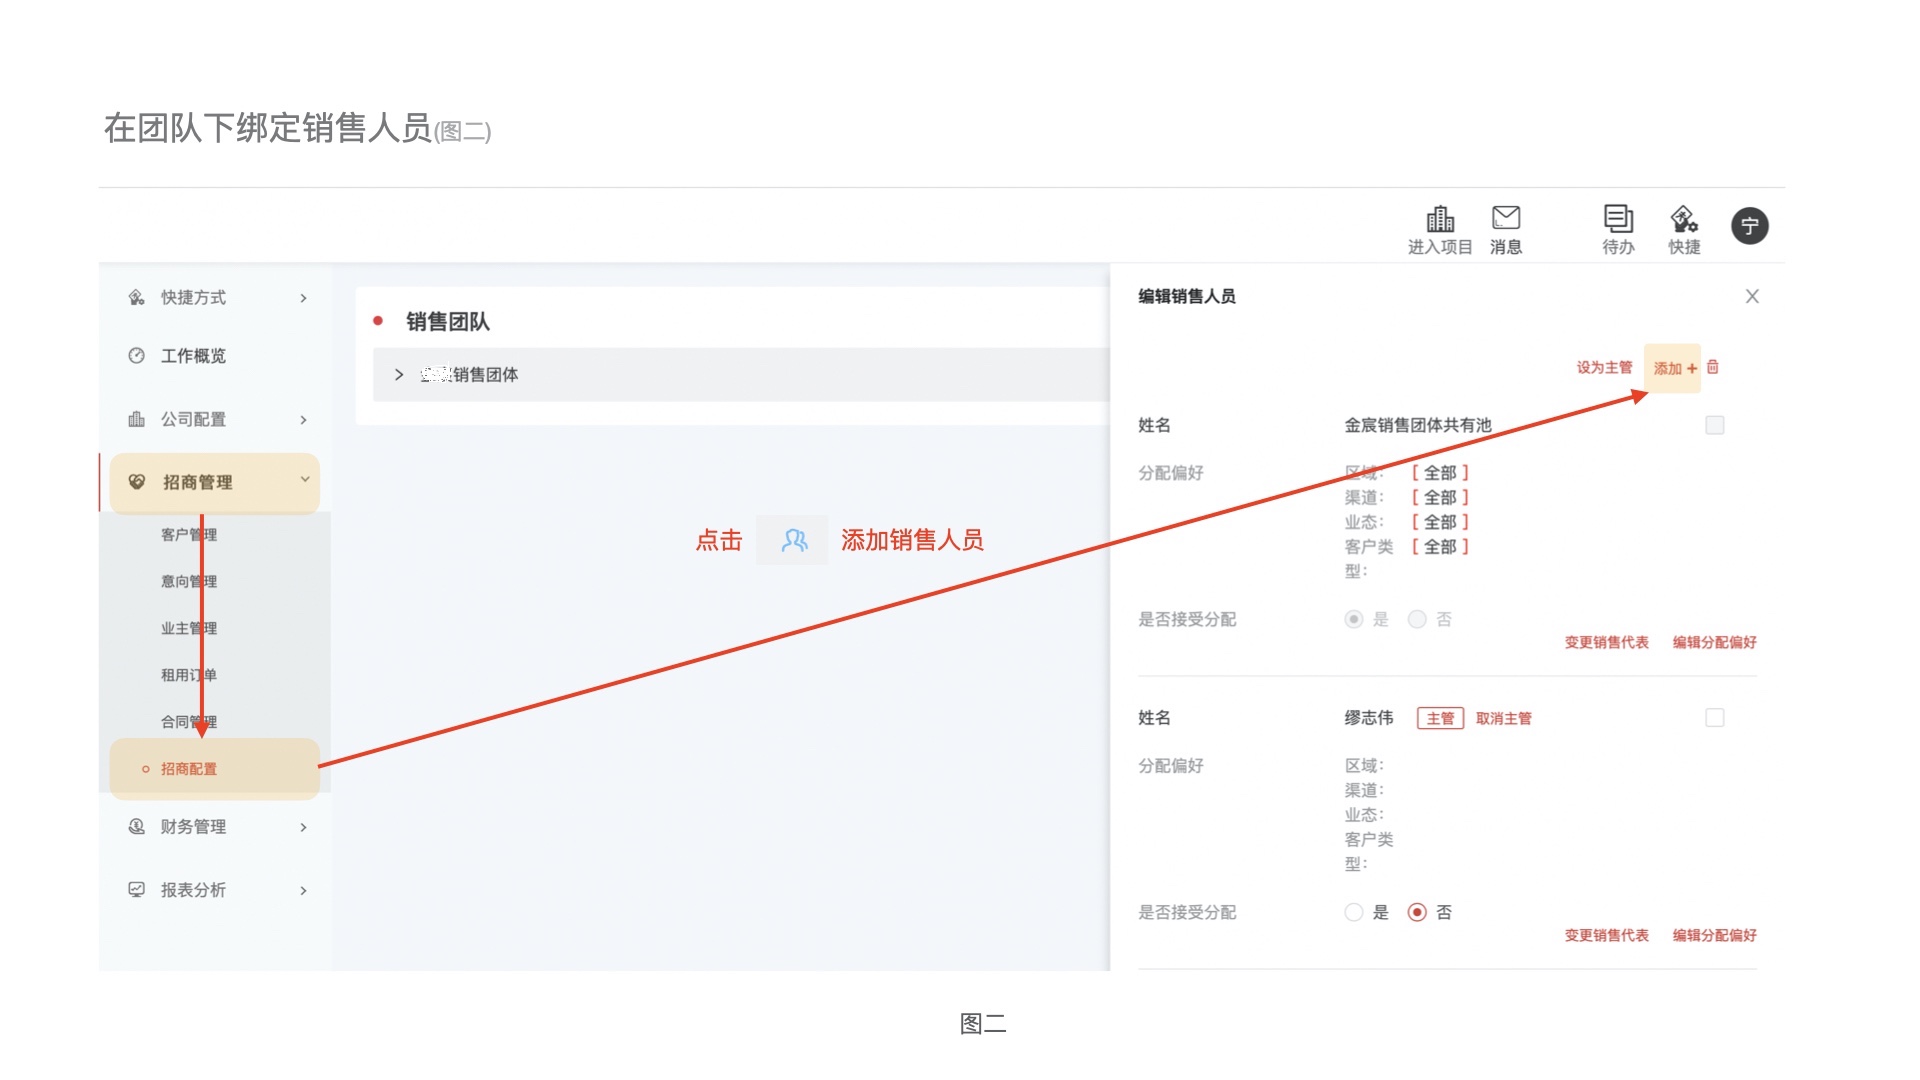 在团队下绑定销售人员(图二)
进入项目
消息
待办
快捷
宁
快捷方式
工作概览
公司配置
招商管理
客户管理
意向管理
业主管理
租用订单
合同管理
招商配置
财务管理
报表分析
销售团队
销售团体
点击 添加销售人员
编辑销售人员
设为主管 添加 +
姓名 金宸销售团体共有池
分配偏好 区域： [ 全部 ]
渠道： [ 全部 ]
业态： [ 全部 ]
客户类 [ 全部 ]
型：
是否接受分配 是 否
变更销售代表 编辑分配偏好
姓名 缪志伟 主管 取消主管
分配偏好 区域：
渠道：
业态：
客户类
型：
是否接受分配 是 否
变更销售代表 编辑分配偏好
图二